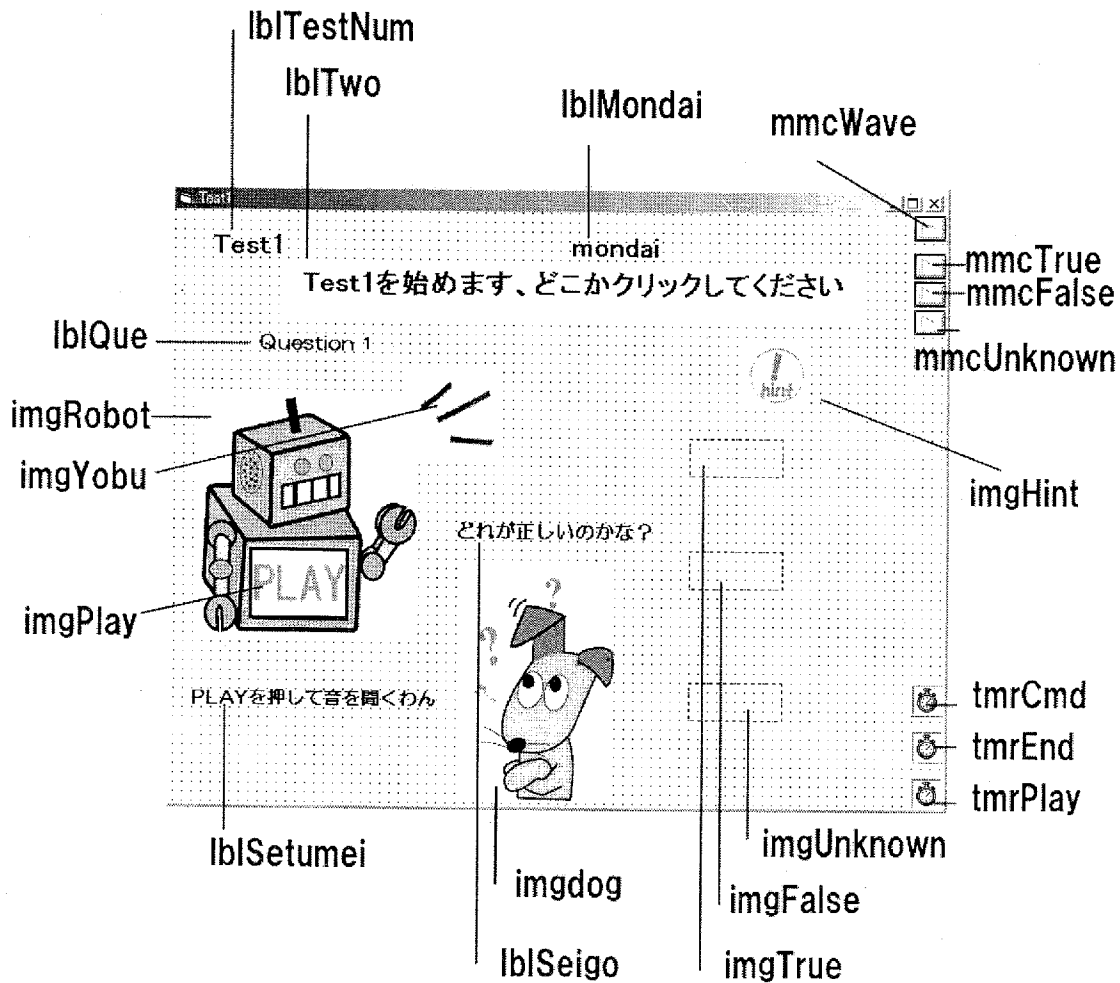 lblTestNum
lblTwo
lblMondai
mmcWave
Test1
Test1
mondai
mmcTrue
Test1を始めます、どこかクリックしてください
mmcFalse
lblQue
Question 1
mmcUnknown
!
hint
imgRobot
imgYobu
imgHint
どれが正しいのかな?
PLAY
?
imgPlay
?
PLAYを押して音を聞くわん
tmrCmd
tmrEnd
tmrPlay
lblSetumei
imgUnknown
imgdog
imgFalse
lblSeigo
imgTrue